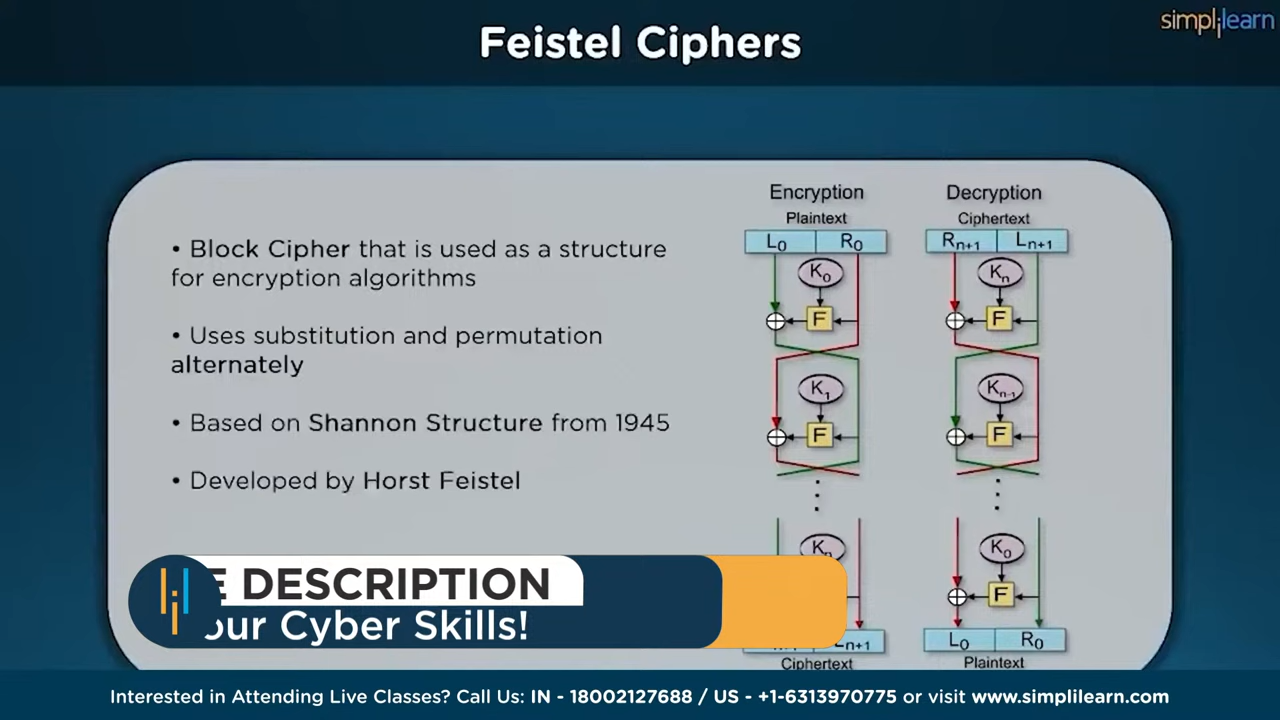 simplilearn
Feistel Ciphers
• Block Cipher that is used as a structure
for encryption algorithms
• Uses substitution and permutation
alternately
• Based on Shannon Structure from 1945
• Developed by Horst Feistel
Encryption
Plaintext
L0 R0
K0
F
K1
F
Kn
Ln+1
Ciphertext
Decryption
Ciphertext
Rn+1 Ln+1
Kn
F
Kn-1
F
K0
F
L0 R0
Plaintext
E DESCRIPTION
our Cyber Skills!
Interested in Attending Live Classes? Call Us: IN - 18002127688 / US - +1-6313970775 or visit www.simplilearn.com